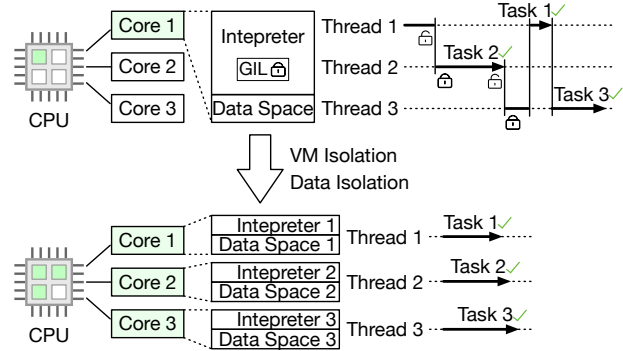 Task 1
Core 1
Thread 1
Intepreter
Task 2
Core 2
GIL
Thread 2
Task 3
Core 3
Data Space
Thread 3
CPU
VM Isolation
Data Isolation
Intepreter 1
Task 1
Core 1
Data Space 1
Thread 1
Intepreter 2
Task 2
Core 2
Data Space 2
Thread 2
Intepreter 3
Task 3
Core 3
Data Space 3
Thread 3
CPU